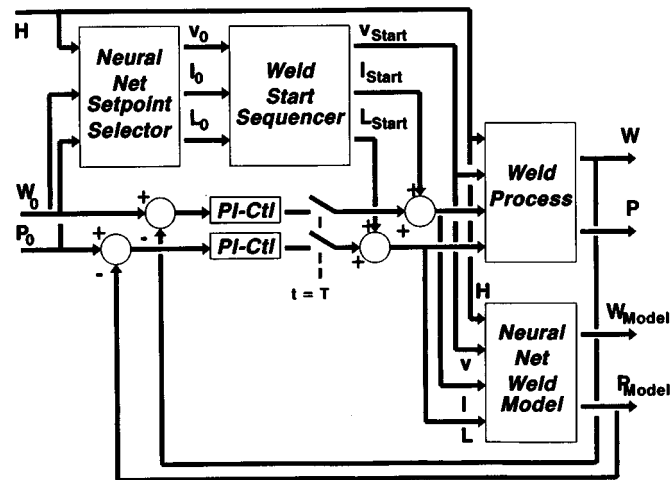 H
Neural
Net
Setpoint
Selector
v0
I0
L0
Weld
Start
Sequencer
vStart
IStart
LStart
W0
P0
+
-
+
-
PI-Ctl
PI-Ctl
t = T
+
+
+
+
Weld
Process
W
P
H
v
I
L
Neural
Net
Weld
Model
WModel
PModel